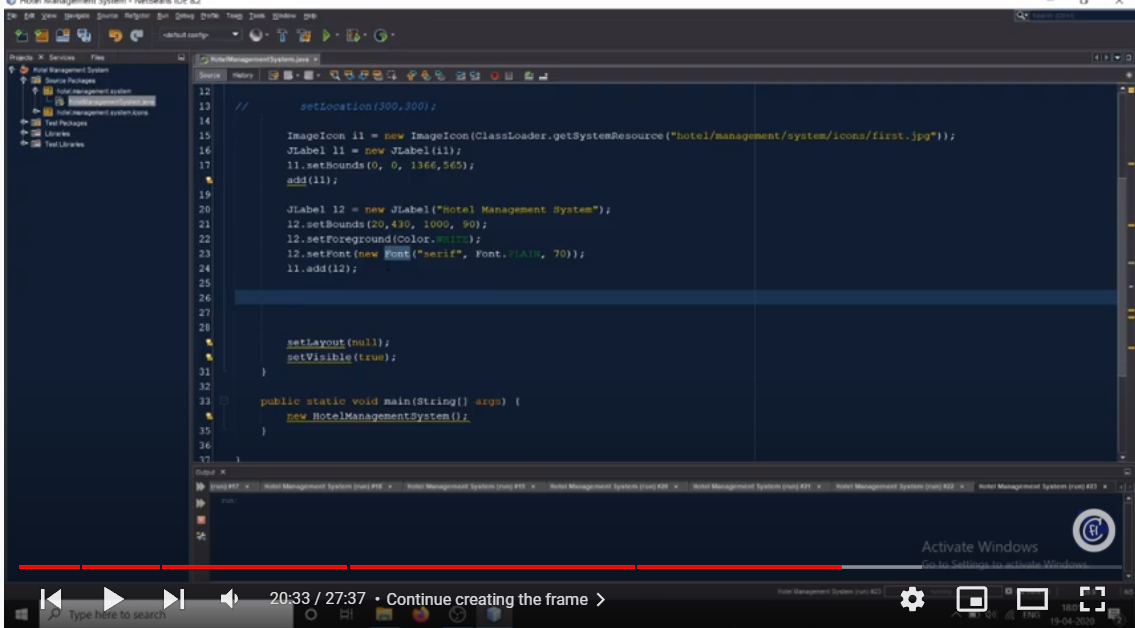 Hotel Management System - NetBeans IDE 8.2
File Edit View Navigate Source Refactor Run Debug Profile Team Tools Window Help
<default config>
Projects × Services Files
HotelManagementSystem.java ×
Source History
Hotel Management System
Source Packages
hotel.management.system
HotelManagementSystem.java
hotel.management.system.icons
Test Packages
Libraries
Test Libraries
12
13 // setLocation(300,300);
14
15 ImageIcon i1 = new ImageIcon(ClassLoader.getSystemResource("hotel/management/system/icons/first.jpg"));
16 JLabel l1 = new JLabel(i1);
17 l1.setBounds(0, 0, 1366,565);
add(l1);
19
20 JLabel l2 = new JLabel("Hotel Management System");
21 l2.setBounds(20,430, 1000, 90);
22 l2.setForeground(Color.WHITE);
23 l2.setFont(new Font("serif", Font.PLAIN, 70));
24 l1.add(l2);
25
26
27
28
setLayout(null);
setVisible(true);
31 }
32
33 public static void main(String[] args) {
new HotelManagementSystem();
35 }
36
37 }
Output ×
(run) #17 × Hotel Management System (run) #18 × Hotel Management System (run) #19 × Hotel Management System (run) #20 × Hotel Management System (run) #21 × Hotel Management System (run) #22 × Hotel Management System (run) #23 ×
run:
Activate Windows
Go to Settings to activate Windows.
20:33 / 27:37 • Continue creating the frame
Type here to search
ENG
19-04-2020